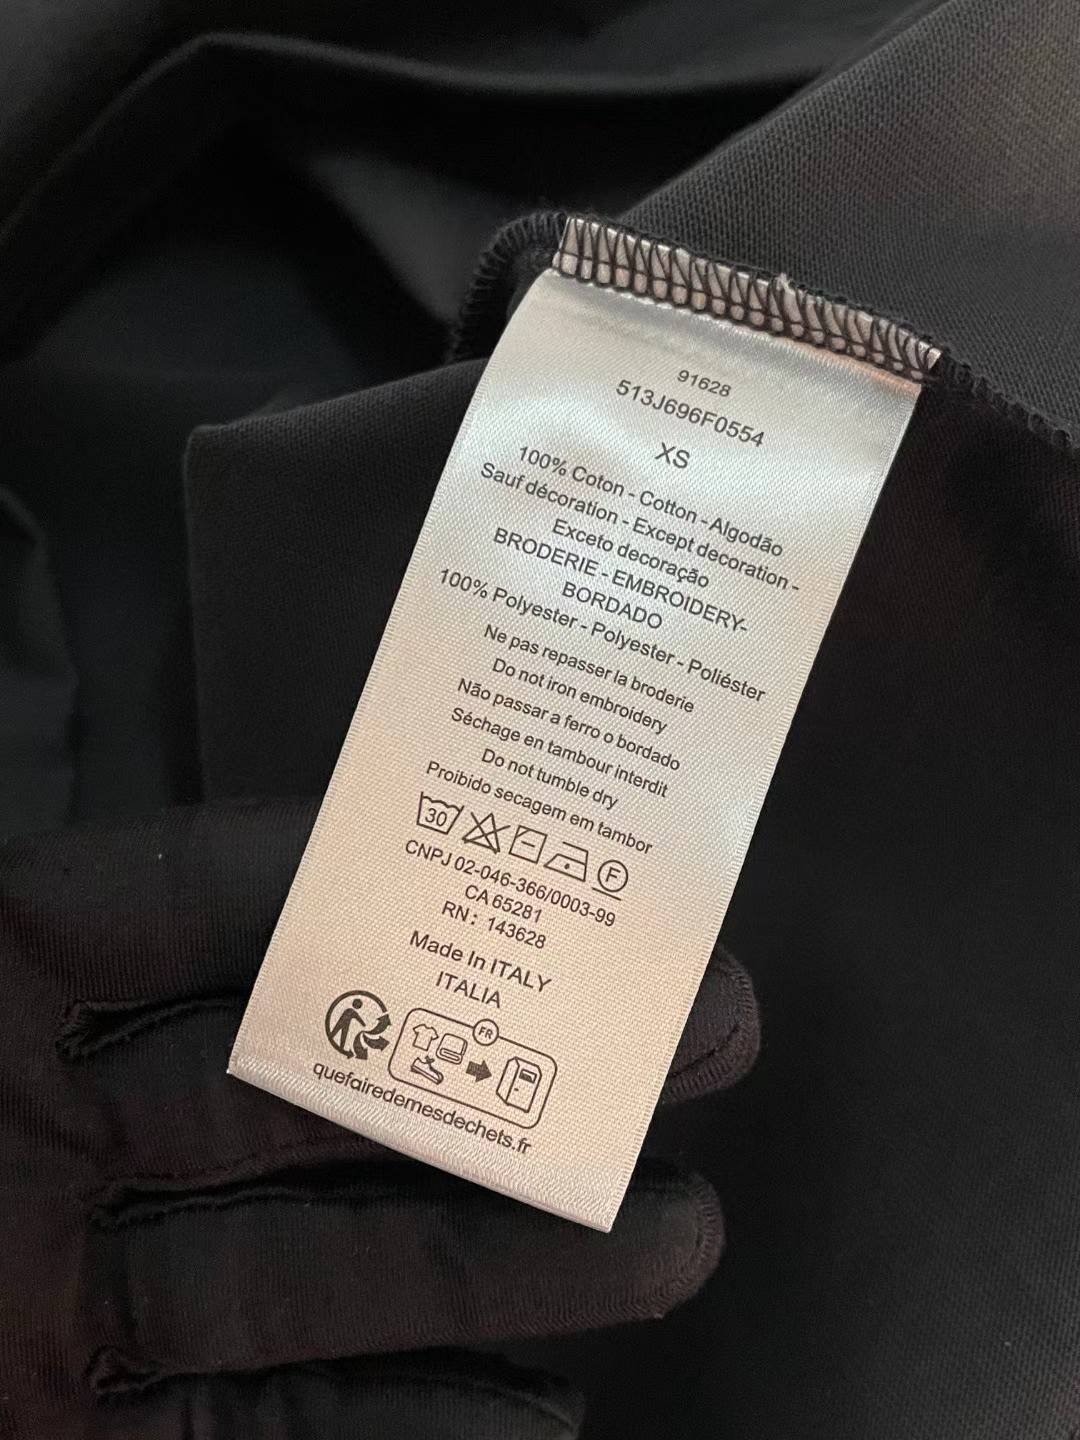 91628
513J696F0554
XS
100% Coton - Cotton - Algodão
Sauf décoration - Except decoration -
Exceto decoração
BRODERIE - EMBROIDERY-
BORDADO
100% Polyester - Polyester - Poliéster
Ne pas repasser la broderie
Do not iron embroidery
Não passar a ferro o bordado
Séchage en tambour interdit
Do not tumble dry
Proibido secagem em tambor
30 F
CNPJ 02-046-366/0003-99
CA 65281
RN: 143628
Made In ITALY
ITALIA
FR
quefairedemesdechets.fr